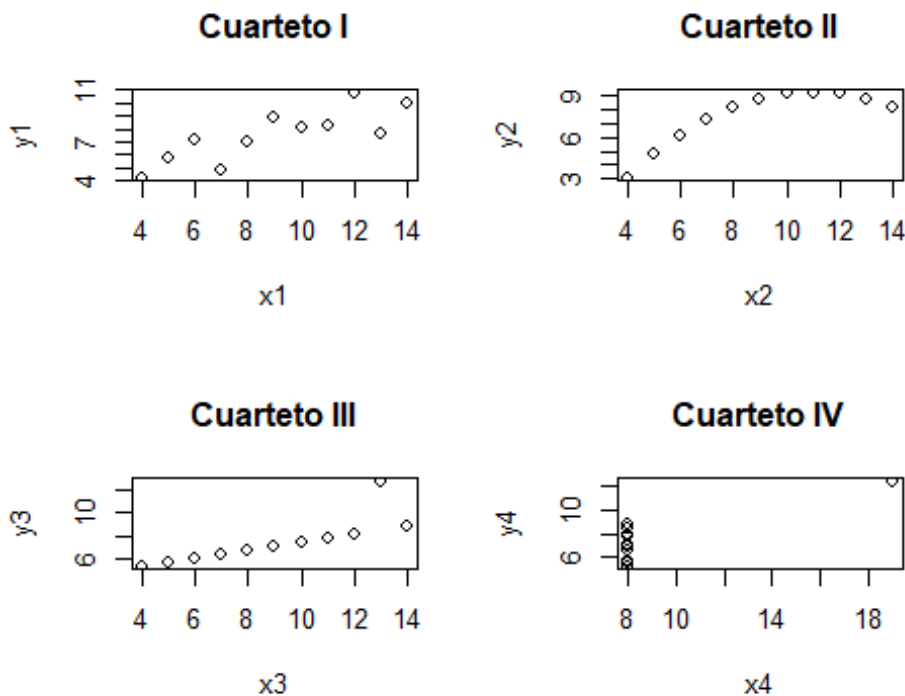 Cuarteto I
y1
4 7 11
4 6 8 10 12 14
x1
Cuarteto II
y2
3 6 9
4 6 8 10 12 14
x2
Cuarteto III
y3
6 10
4 6 8 10 12 14
x3
Cuarteto IV
y4
6 10
8 10 14 18
x4